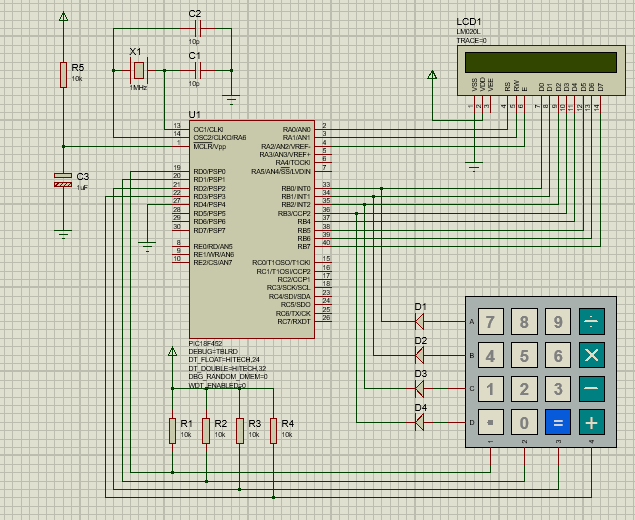 C2
10p
X1
1MHz
C1
10p
R5
10k
C3
1uF
LCD1
LM020L
TRACE=0
VSS
VDD
VEE
RS
RW
E
D0
D1
D2
D3
D4
D5
D6
D7
1
2
3
4
5
6
7
8
9
10
11
12
13
14
U1
13 OC1/CLKI RA0/AN0 2
14 OSC2/CLKO/RA6 RA1/AN1 3
1 MCLR/Vpp RA2/AN2/VREF- 4
RA3/AN3/VREF+ 5
RA4/T0CKI 6
RA5/AN4/SS/LVDIN 7
19 RD0/PSP0
20 RD1/PSP1
21 RD2/PSP2 RB0/INT0 33
22 RD3/PSP3 RB1/INT1 34
27 RD4/PSP4 RB2/INT2 35
28 RD5/PSP5 RB3/CCP2 36
29 RD6/PSP6 RB4 37
30 RD7/PSP7 RB5 38
RB6 39
8 RE0/RD/AN5 RB7 40
9 RE1/WR/AN6
10 RE2/CS/AN7 RC0/T1OSO/T1CKI 15
RC1/T1OSI/CCP2 16
RC2/CCP1 17
RC3/SCK/SCL 18
RC4/SDI/SDA 23
RC5/SDO 24
RC6/TX/CK 25
RC7/RX/DT 26
PIC18F452
DEBUG=TBLRD
DT_FLOAT=HITECH,24
DT_DOUBLE=HITECH,32
DBG_RANDOM_DMEM=0
WDT_ENABLED=0
D1
D2
D3
D4
A 7 8 9 ÷
B 4 5 6 ×
C 1 2 3 −
D . 0 = +
1 2 3 4
R1
10k
R2
10k
R3
10k
R4
10k